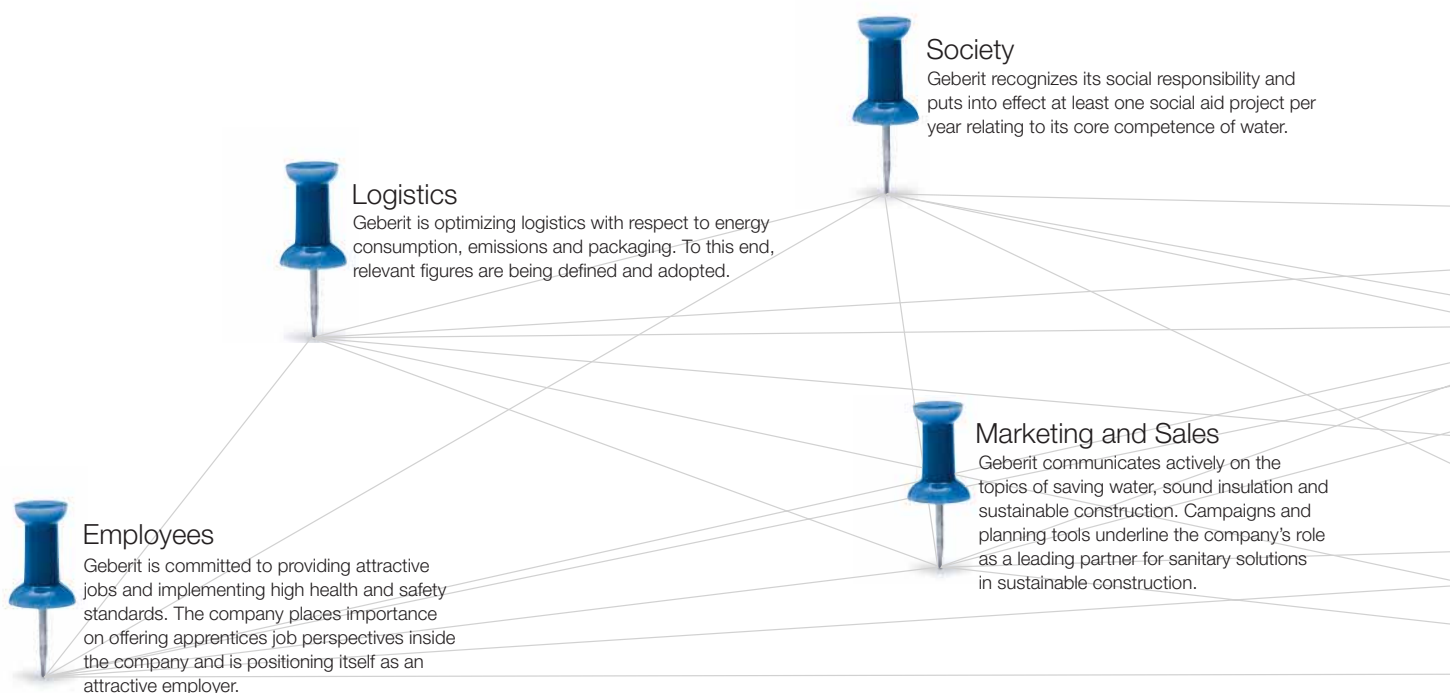 Society
Geberit recognizes its social responsibility and
puts into effect at least one social aid project per
year relating to its core competence of water.
Logistics
Geberit is optimizing logistics with respect to energy
consumption, emissions and packaging. To this end,
relevant figures are being defined and adopted.
Marketing and Sales
Geberit communicates actively on the
topics of saving water, sound insulation and
sustainable construction. Campaigns and
planning tools underline the company’s role
as a leading partner for sanitary solutions
in sustainable construction.
Employees
Geberit is committed to providing attractive
jobs and implementing high health and safety
standards. The company places importance
on offering apprentices job perspectives inside
the company and is positioning itself as an
attractive employer.